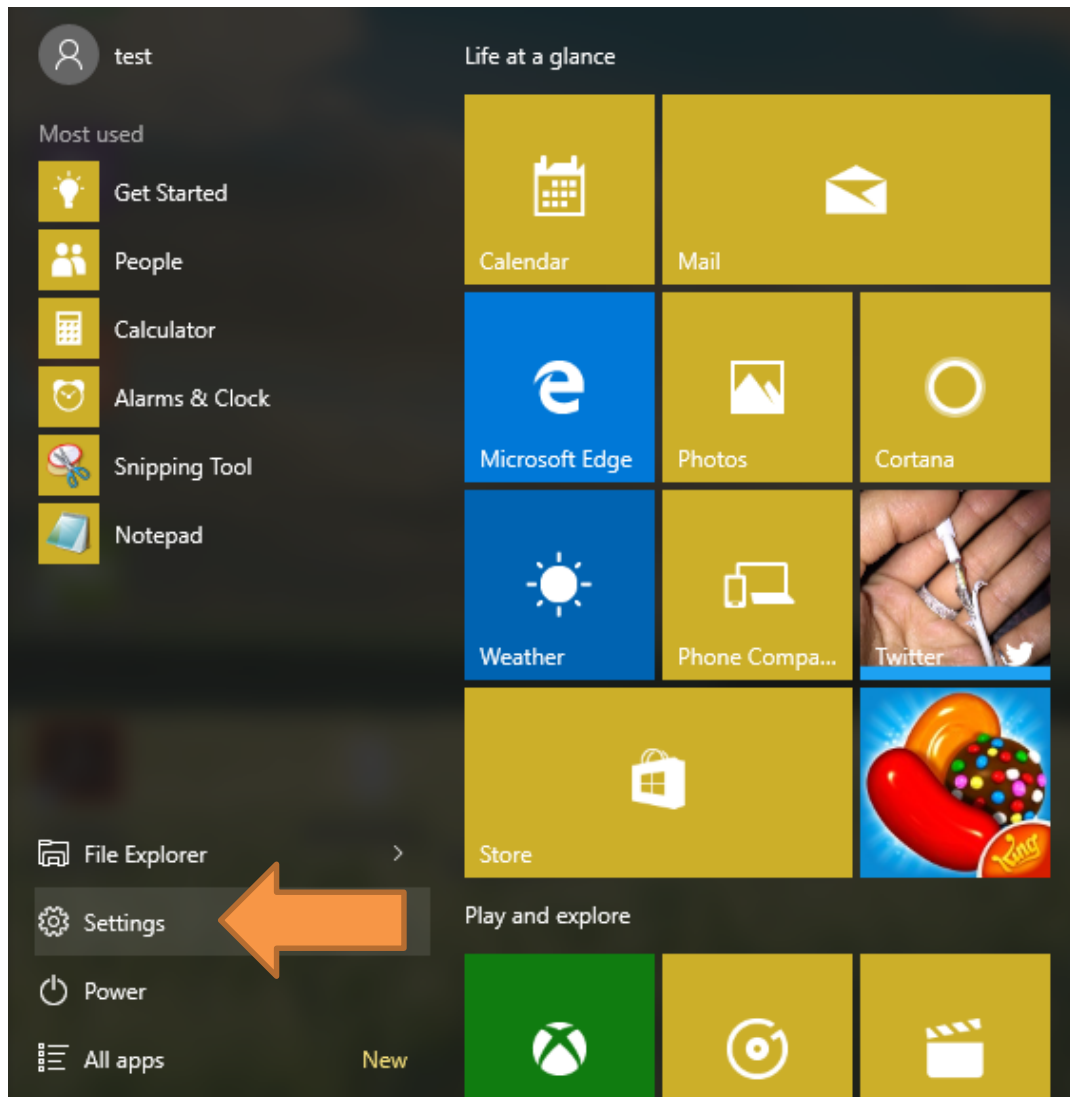 test
Most used
Get Started
People
Calculator
Alarms & Clock
Snipping Tool
Notepad
File Explorer
Settings
Power
All apps New
Life at a glance
Calendar
Mail
Microsoft Edge
Photos
Cortana
Weather
Phone Compa...
Twitter
Store
King
Play and explore